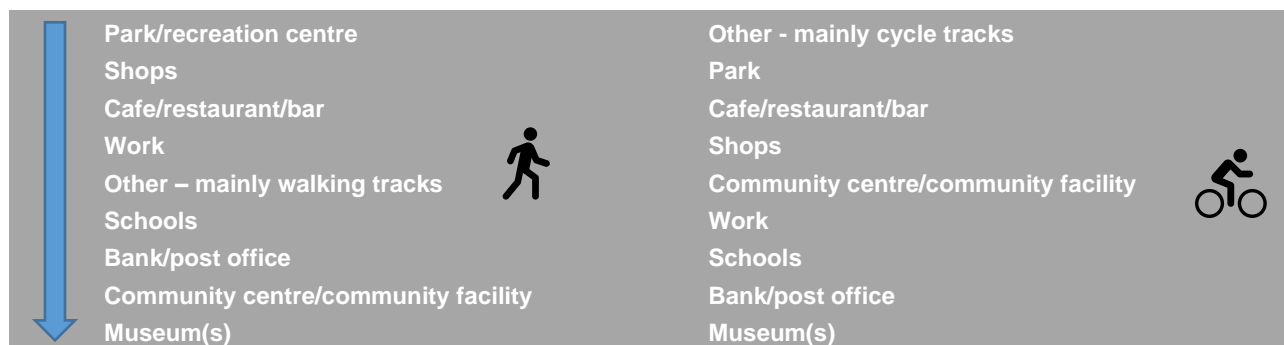 Park/recreation centre
Shops
Cafe/restaurant/bar
Work
Other – mainly walking tracks
Schools
Bank/post office
Community centre/community facility
Museum(s)
Other - mainly cycle tracks
Park
Cafe/restaurant/bar
Shops
Community centre/community facility
Work
Schools
Bank/post office
Museum(s)